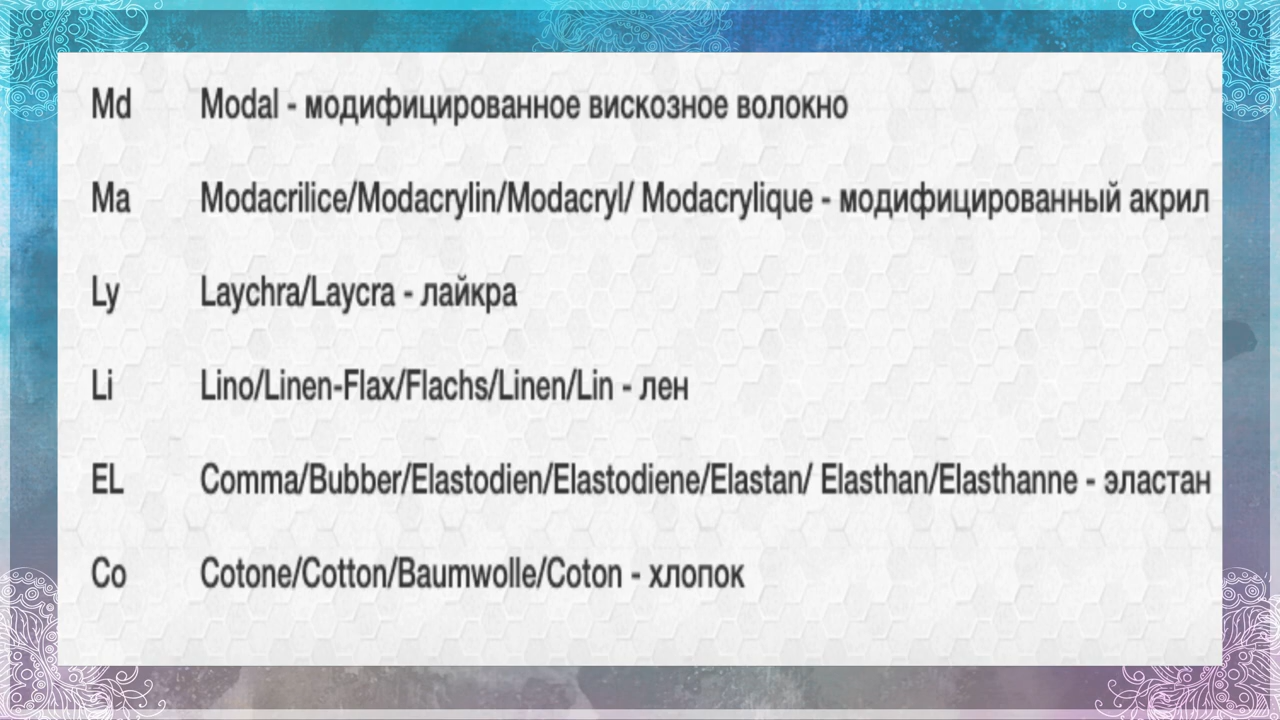 Md Modal - модифицированное вискозное волокно
Ma Modacrilice/Modacrylin/Modacryl/ Modacrylique - модифицированный акрил
Ly Laychra/Laycra - лайкра
Li Lino/Linen-Flax/Flachs/Linen/Lin - лен
EL Comma/Bubber/Elastodien/Elastodiene/Elastan/ Elasthan/Elasthanne - эластан
Co Cotone/Cotton/Baumwolle/Coton - хлопок